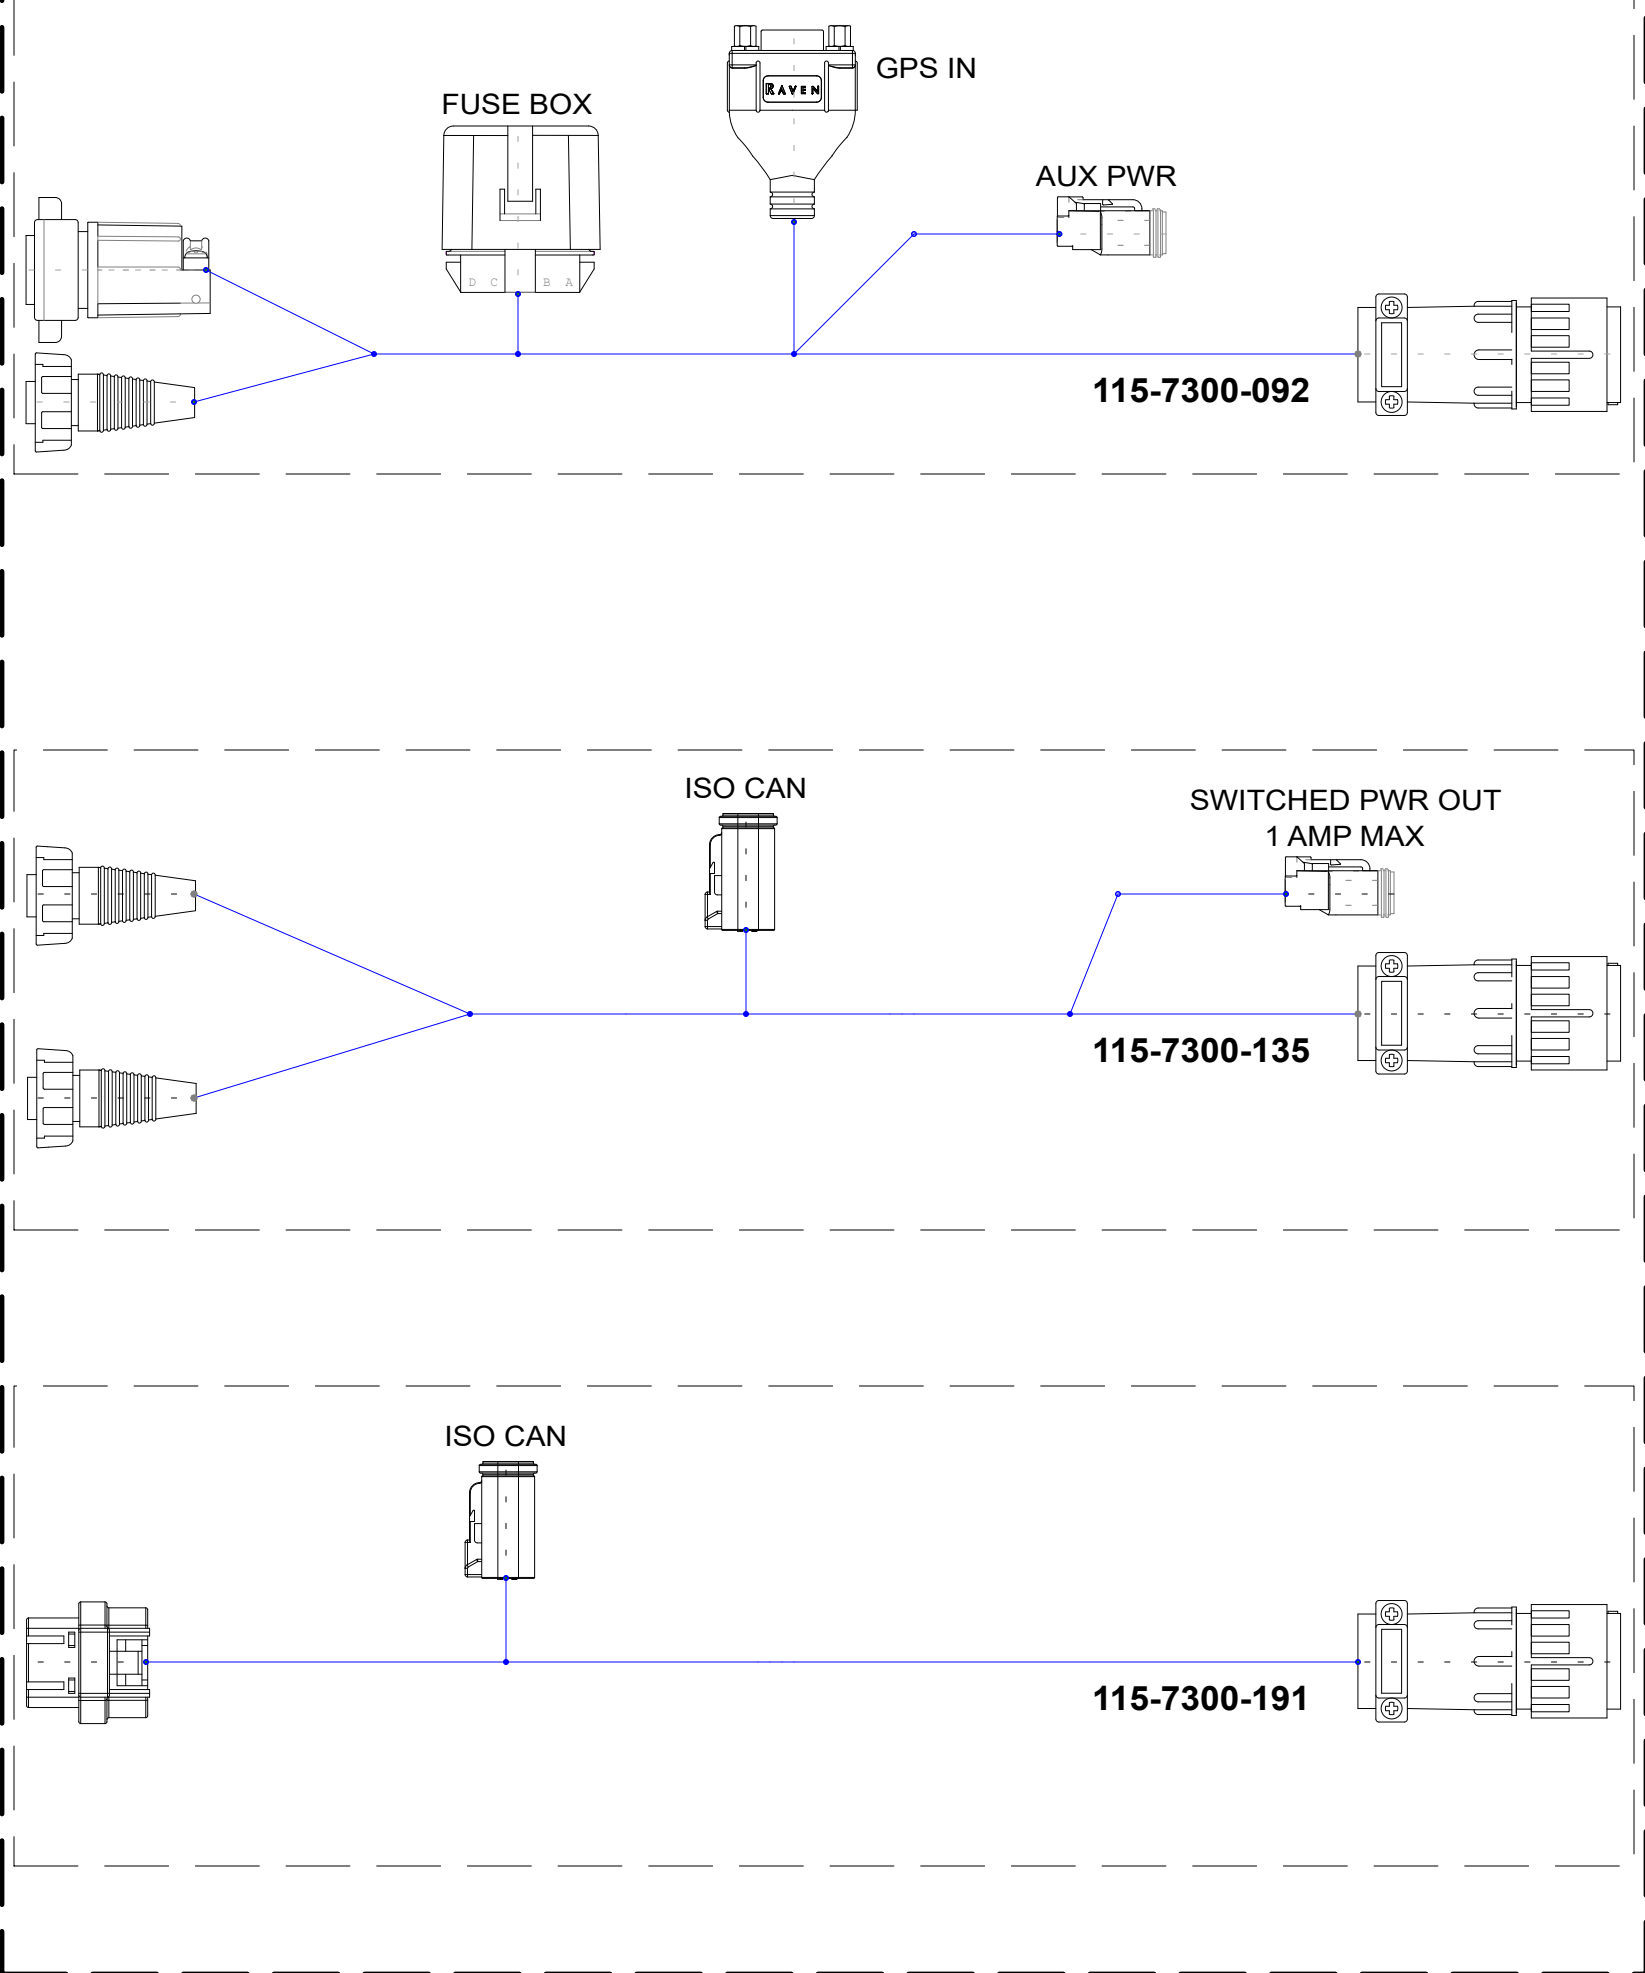 GPS IN
RAVEN
FUSE BOX
AUX PWR
D C B A
115-7300-092
ISO CAN
SWITCHED PWR OUT
1 AMP MAX
115-7300-135
ISO CAN
115-7300-191